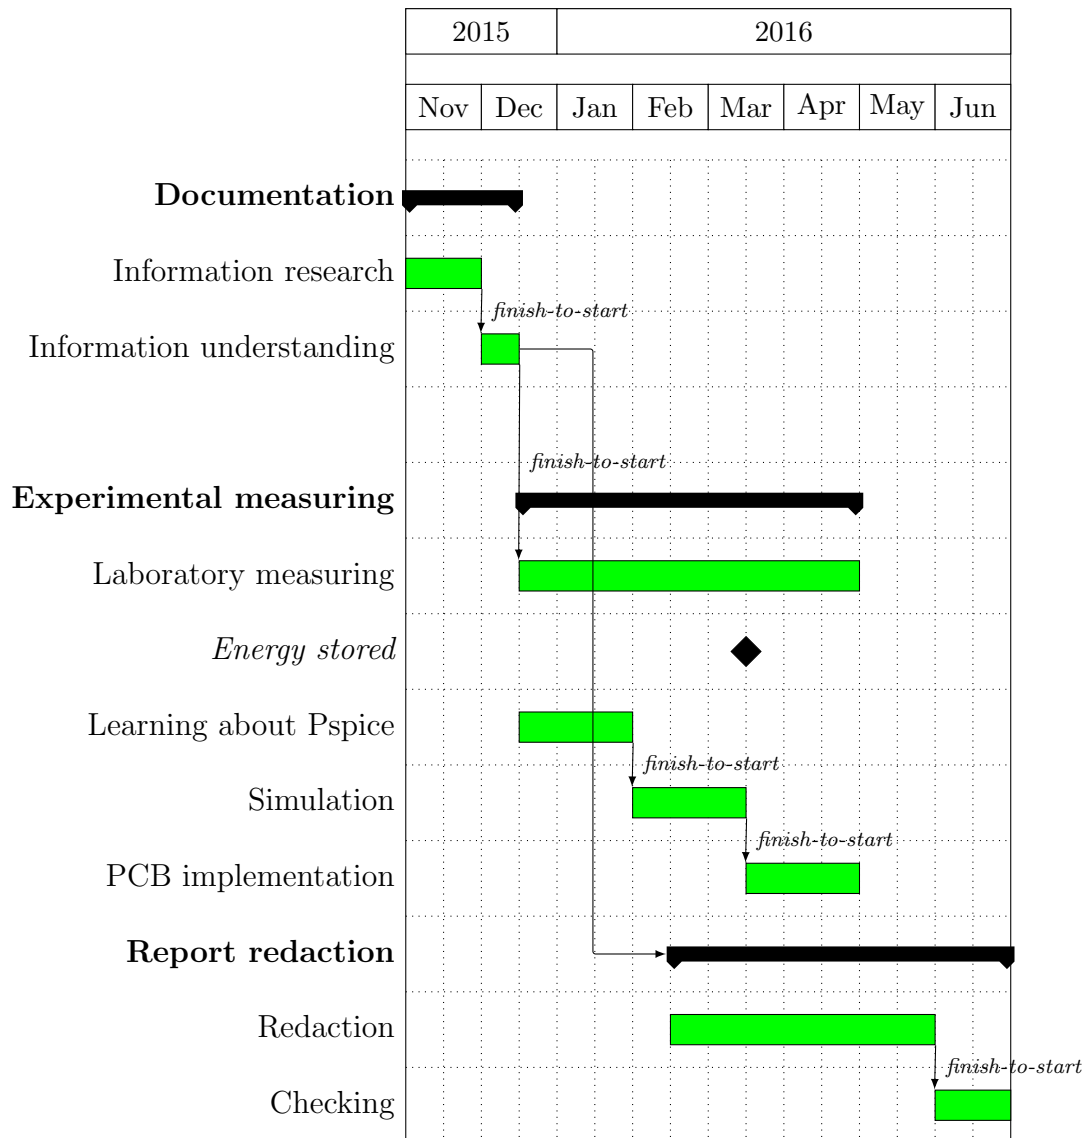 2015 2016
Nov Dec Jan Feb Mar Apr May Jun
Documentation
Information research
finish-to-start
Information understanding
finish-to-start
Experimental measuring
Laboratory measuring
Energy stored
Learning about Pspice
finish-to-start
Simulation
finish-to-start
PCB implementation
Report redaction
Redaction
finish-to-start
Checking